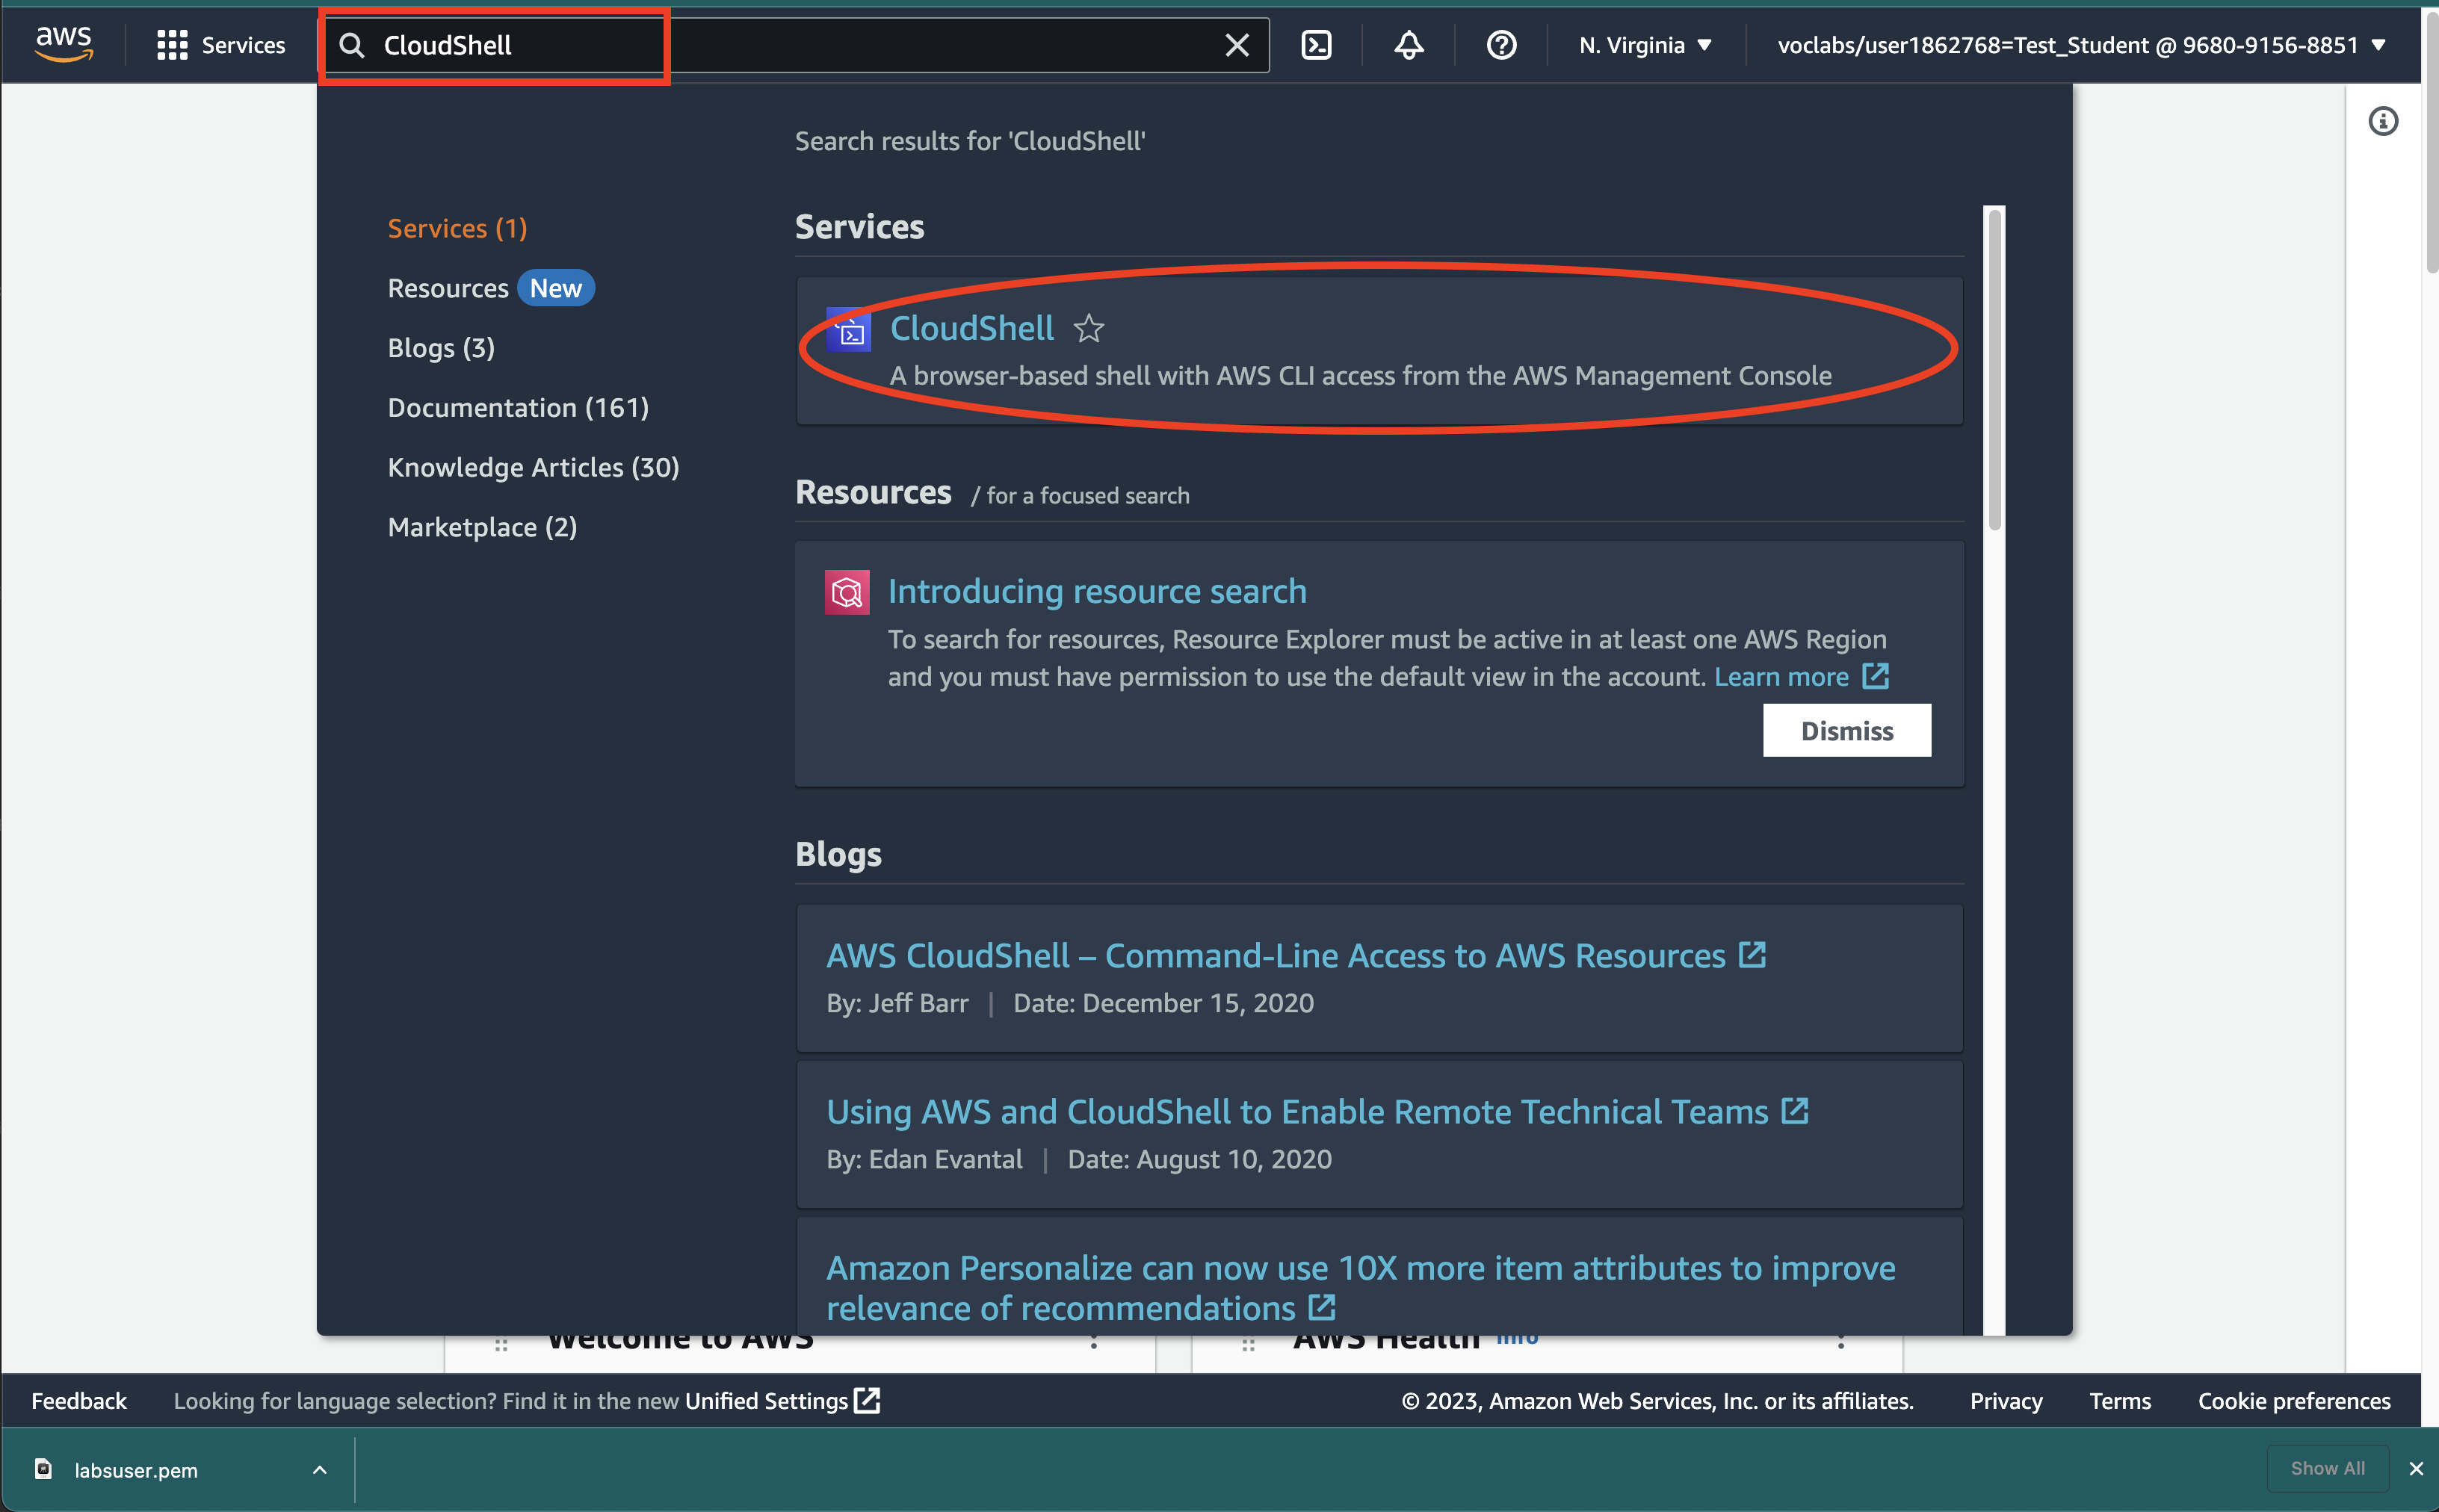 aws
Services
CloudShell
N. Virginia
voclabs/user1862768=Test_Student @ 9680-9156-8851
Search results for 'CloudShell'
Services (1)
Resources New
Blogs (3)
Documentation (161)
Knowledge Articles (30)
Marketplace (2)
Services
CloudShell
A browser-based shell with AWS CLI access from the AWS Management Console
Resources / for a focused search
Introducing resource search
To search for resources, Resource Explorer must be active in at least one AWS Region
and you must have permission to use the default view in the account. Learn more
Dismiss
Blogs
AWS CloudShell – Command-Line Access to AWS Resources
By: Jeff Barr | Date: December 15, 2020
Using AWS and CloudShell to Enable Remote Technical Teams
By: Edan Evantal | Date: August 10, 2020
Amazon Personalize can now use 10X more item attributes to improve
relevance of recommendations
Welcome to AWS
AWS Health Info
Feedback
Looking for language selection? Find it in the new Unified Settings
© 2023, Amazon Web Services, Inc. or its affiliates.
Privacy
Terms
Cookie preferences
labsuser.pem
Show All